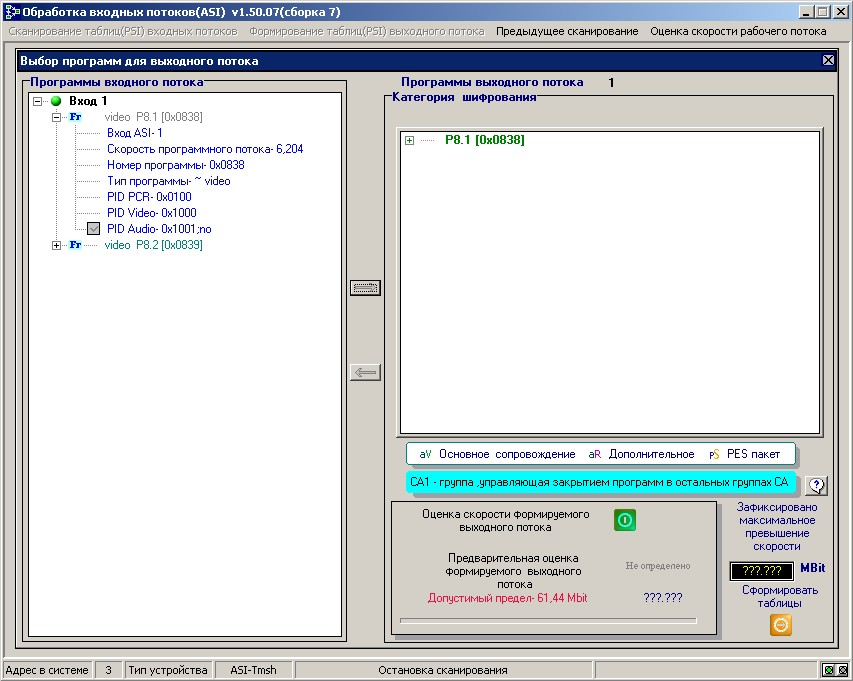 Обработка входных потоков(ASI) v1.50.07(сборка 7)
Сканирование таблиц(PSI) входных потоков Формирование таблиц(PSI) выходного потока Предыдущее сканирование Оценка скорости рабочего потока
Выбор программ для выходного потока
Программы входного потока
Вход 1
Fr video P8.1 [0x0838]
Вход ASI- 1
Скорость программного потока- 6,204
Номер программы- 0x0838
Тип программы- ~ video
PID PCR- 0x0100
PID Video- 0x1000
PID Audio- 0x1001;no
Fr video P8.2 [0x0839]
Программы выходного потока 1
Категория шифрования
P8.1 [0x0838]
aV Основное сопровождение aR Дополнительное pS PES пакет
CA1 - группа ,управляющая закрытием программ в остальных группах CA
Оценка скорости формируемого
выходного потока
Предварительная оценка
формируемого выходного
потока
Не определено
Допустимый предел- 61,44 Mbit
???.???
Зафиксировано
максимальное
превышение
скорости
???.??? MBit
Сформировать
таблицы
Адрес в системе 3 Тип устройства ASI-Tmsh Остановка сканирования